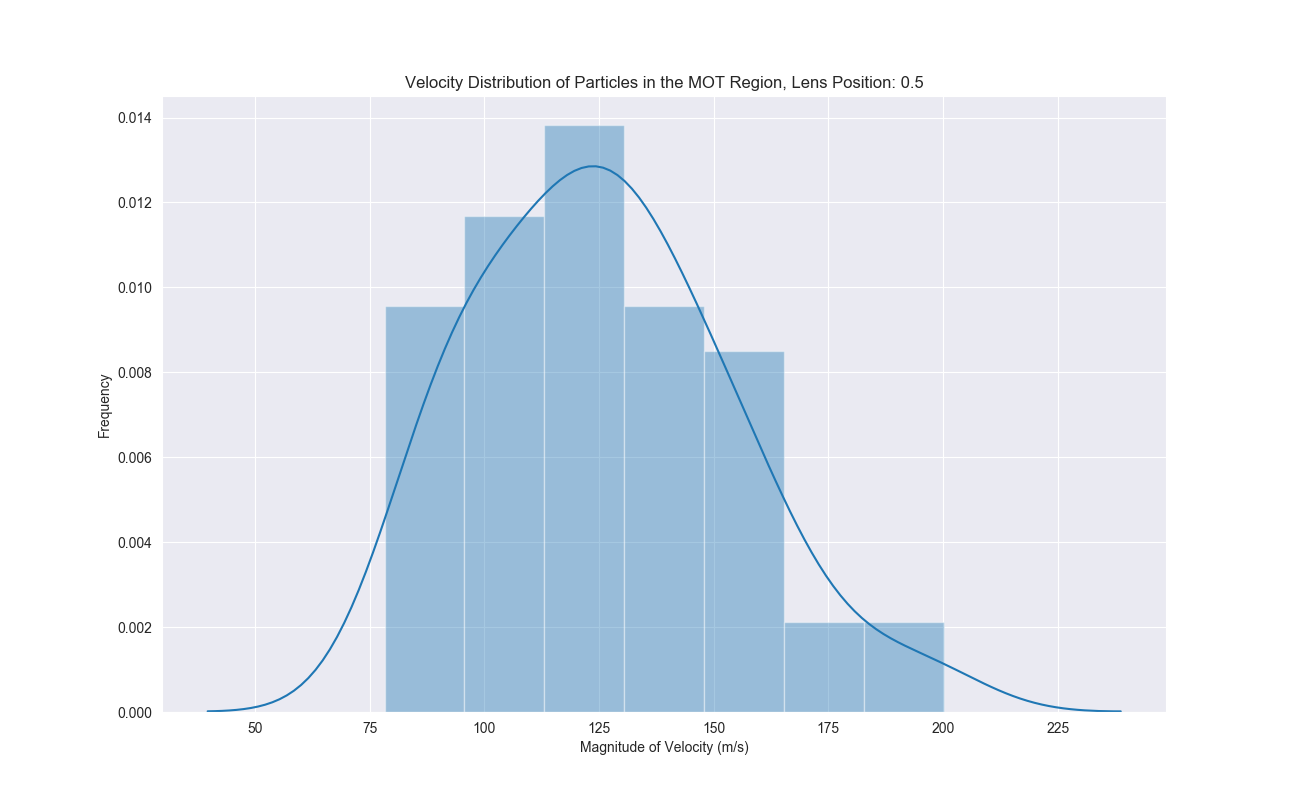 Velocity Distribution of Particles in the MOT Region, Lens Position: 0.5
0.014
0.012
0.010
0.008
0.006
0.004
0.002
0.000
Frequency
50 75 100 125 150 175 200 225
Magnitude of Velocity (m/s)